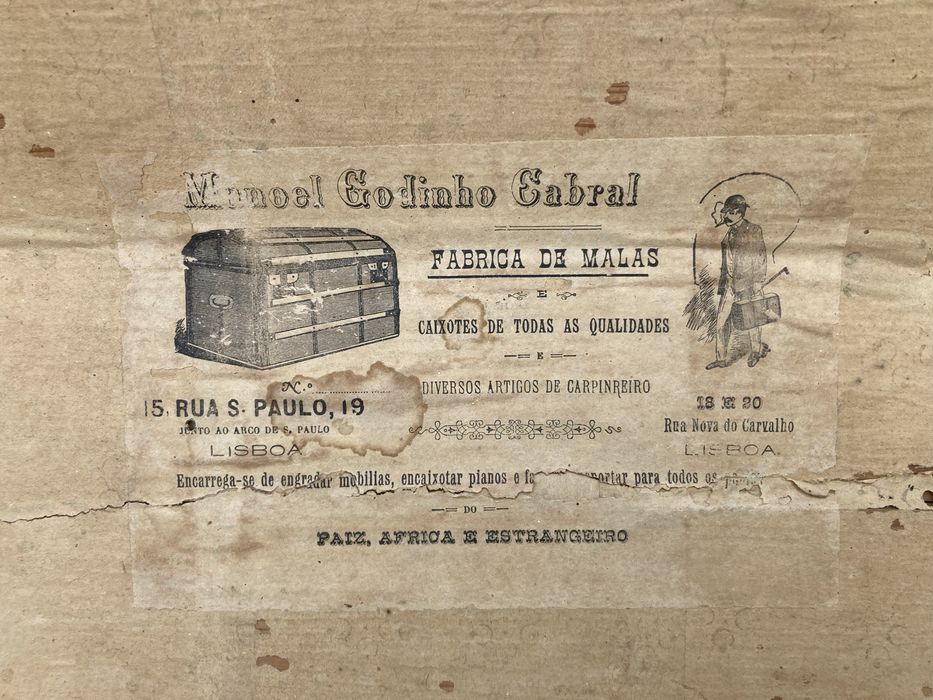 Manoel Godinho Cabral
FABRICA DE MALAS
E
CAIXOTES DE TODAS AS QUALIDADES
E
DIVERSOS ARTIGOS DE CARPINREIRO
N.º
15, RUA S. PAULO, 19
JUNTO AO ARCO DE S. PAULO
LISBOA
18 E 20
Rua Nova do Carvalho
LISBOA
Encarrega-se de engradar mobilias, encaixotar pianos e para todos os
DO
PAIZ, AFRICA E ESTRANGEIRO